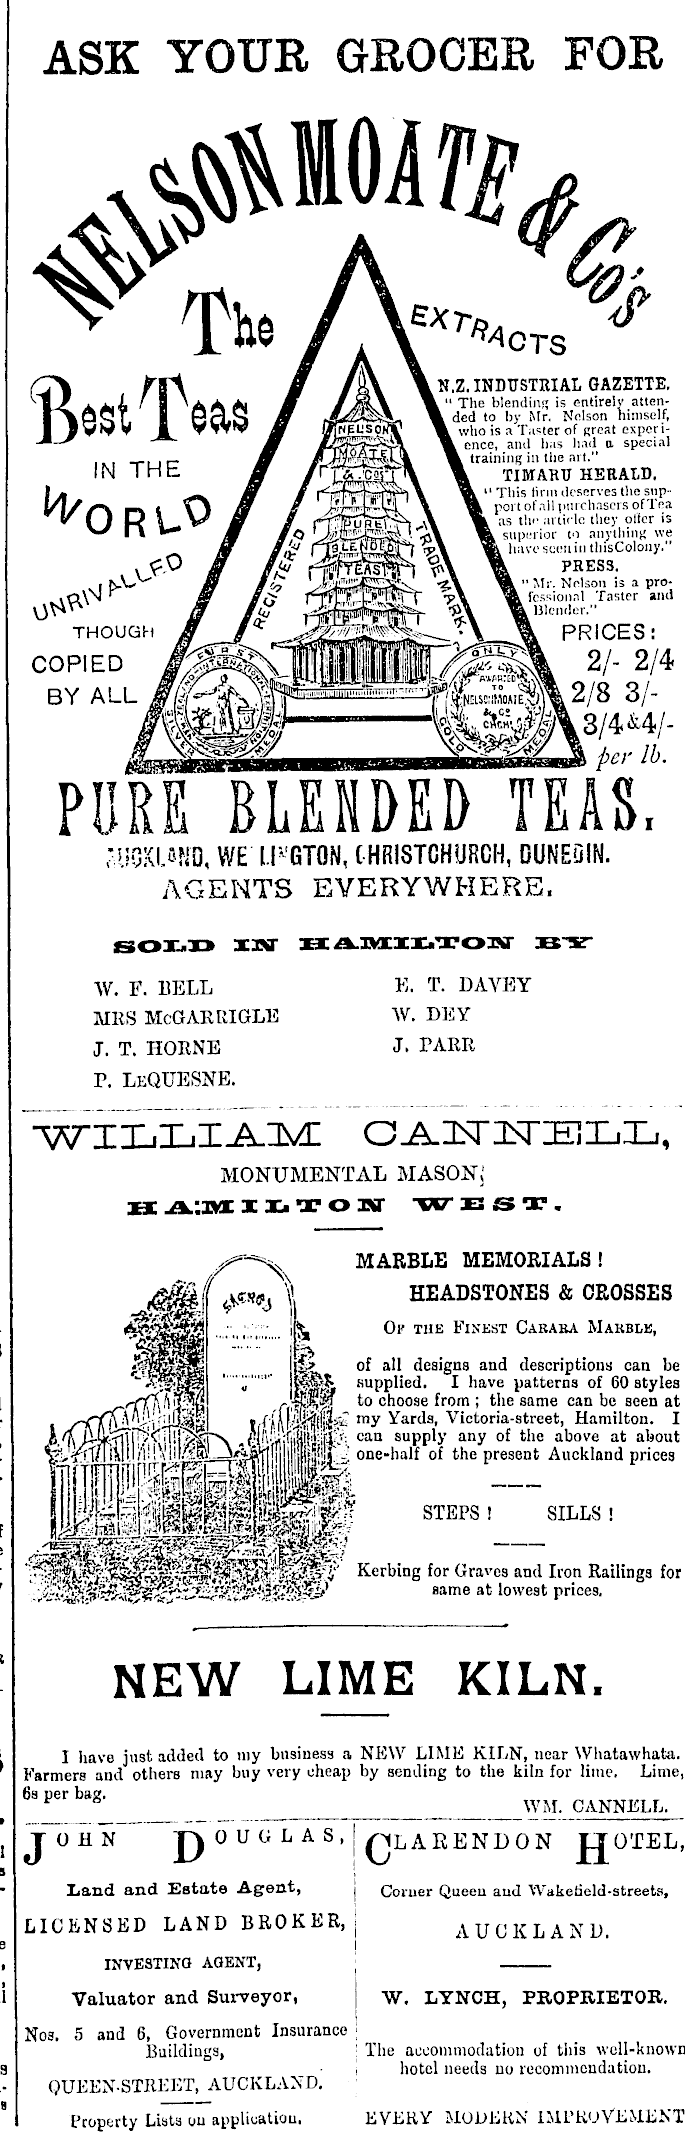 ASK YOUR GROCER FOR
NELSON MOATE & Co's
The
Best Teas
IN THE
WORLD
UNRIVALLED
THOUGH
COPIED
BY ALL
NELSON
MOATE
& Co's
PURE
BLENDED
TEAS
REGISTERED
TRADE MARK.
FIRST
SILVER MEDAL
ONLY
GOLD MEDAL
AWARDED
TO
NELSON MOATE
& Co
EXTRACTS
N.Z. INDUSTRIAL GAZETTE.
" The blending is entirely atten-
ded to by Mr. Nelson himself,
who is a Taster of great experi-
ence, and has had a special
training in the art."
TIMARU HERALD.
" This firm deserves the sup-
port of all purchasers of Tea
as the article they offer is
superior to anything we
have seen in this Colony."
PRESS.
" Mr. Nelson is a pro-
fessional Taster and
Blender."
PRICES:
2/- 2/4
2/8 3/-
3/4 & 4/-
per lb.
PURE BLENDED TEAS.
AUCKLAND, WELLINGTON, CHRISTCHURCH, DUNEDIN.
AGENTS EVERYWHERE.
SOLD IN HAMILTON BY
W. F. BELL
MRS McGARRIGLE
J. T. HORNE
P. LeQUESNE.
E. T. DAVEY
W. DEY
J. PARR
WILLIAM CANNELL,
MONUMENTAL MASON,
HAMILTON WEST.
SACRED
MARBLE MEMORIALS !
HEADSTONES & CROSSES
Of the Finest Carara Marble,
of all designs and descriptions can be
supplied. I have patterns of 60 styles
to choose from ; the same can be seen at
my Yards, Victoria-street, Hamilton. I
can supply any of the above at about
one-half of the present Auckland prices
STEPS ! SILLS !
Kerbing for Graves and Iron Railings for
same at lowest prices.
NEW LIME KILN.
I have just added to my business a NEW LIME KILN, near Whatawhata.
Farmers and others may buy very cheap by sending to the kiln for lime. Lime,
6s per bag.
WM. CANNELL.
JOHN DOUGLAS,
Land and Estate Agent,
LICENSED LAND BROKER,
INVESTING AGENT,
Valuator and Surveyor,
Nos. 5 and 6, Government Insurance
Buildings,
QUEEN-STREET, AUCKLAND.
Property Lists on application.
CLARENDON HOTEL,
Corner Queen and Wakefield-streets,
AUCKLAND.
W. LYNCH, PROPRIETOR.
The accommodation of this well-known
hotel needs no recommendation.
EVERY MODERN IMPROVEMENT